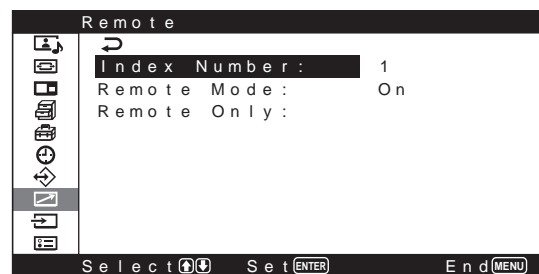 Remote
Index Number: 1
Remote Mode: On
Remote Only:
Select Set ENTER End MENU